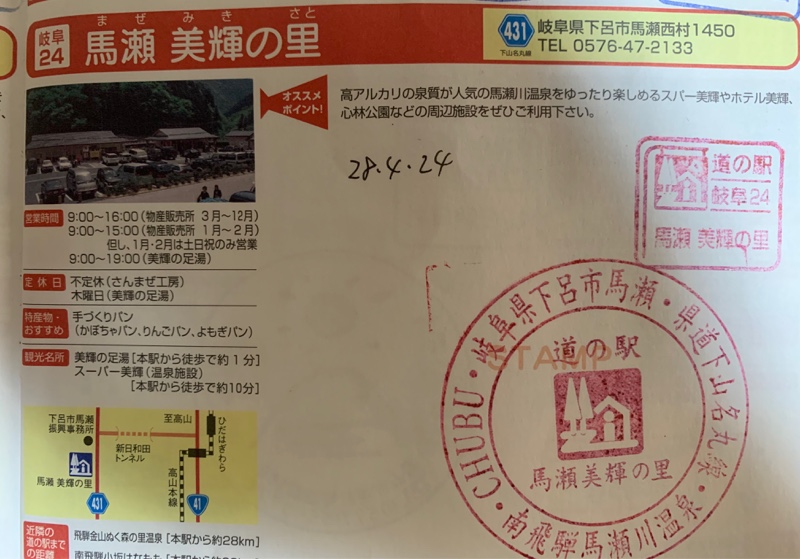 岐阜
24
まぜみき さと
馬瀬 美輝の里
431
下山名丸線
岐阜県下呂市馬瀬西村1450
TEL 0576-47-2133
オススメ
ポイント!
高アルカリの泉質が人気の馬瀬川温泉をゆったり楽しめるスパー美輝やホテル美輝、
心林公園などの周辺施設をぜひご利用下さい。
28.4.24
営業時間
9:00〜16:00(物産販売所 3月〜12月)
9:00〜15:00(物産販売所 1月〜2月)
但し、1月・2月は土日祝のみ営業
9:00〜19:00(美輝の足湯)
定休日
不定休(さんまぜ工房)
木曜日(美輝の足湯)
特産物・
おすすめ
手づくりパン
(かぼちゃパン、りんごパン、よもぎパン)
観光名所
美輝の足湯[本駅から徒歩で約1分]
スーパー美輝(温泉施設)
[本駅から徒歩で約10分]
下呂市馬瀬
振興事務所
至高山
ひだはぎわら
新日和田
トンネル
馬瀬 美輝の里
高山本線
431
41
近隣の
道の駅まで
の距離
飛騨金山ぬく森の里温泉[本駅から約28km]
道の駅
岐阜24
馬瀬 美輝の里
・岐阜県下呂市馬瀬・県道下山名丸線・
南飛騨馬瀬川温泉・CHUBU
STAMP
道の駅
馬瀬美輝の里